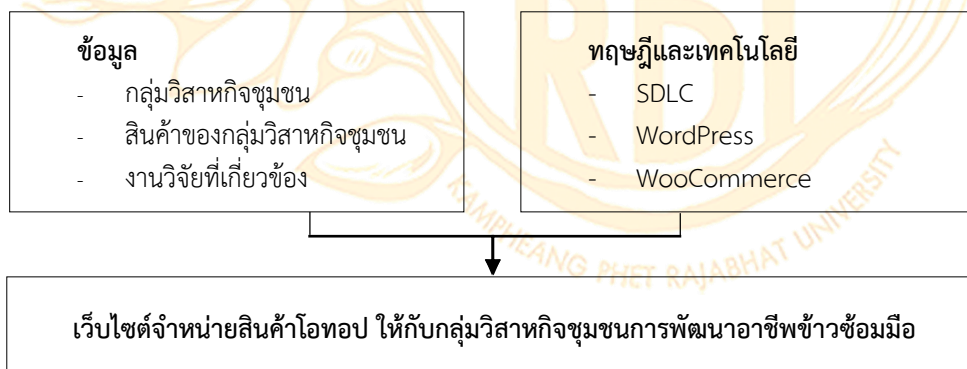 ข้อมูล
- กลุ่มวิสาหกิจชุมชน
- สินค้าของกลุ่มวิสาหกิจชุมชน
- งานวิจัยที่เกี่ยวข้อง
ทฤษฎีและเทคโนโลยี
- SDLC
- WordPress
- WooCommerce
RDI
KAMPHEANG PHET RAJABHAT UNIVERSITY
เว็บไซต์จำหน่ายสินค้าโอทอป ให้กับกลุ่มวิสาหกิจชุมชนการพัฒนาอาชีพข้าวซ้อมมือ